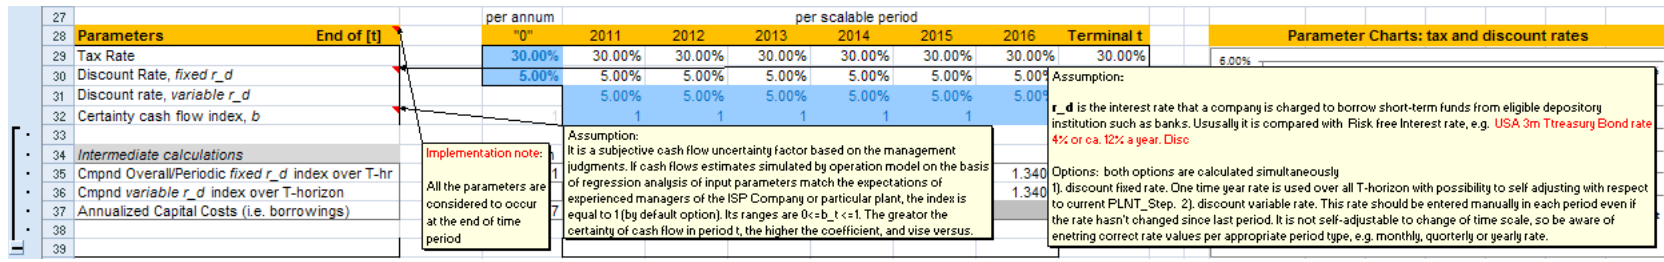 27 per annum per scalable period
28 Parameters End of [t] "0" 2011 2012 2013 2014 2015 2016 Terminal t Parameter Charts: tax and discount rates
29 Tax Rate 30.00% 30.00% 30.00% 30.00% 30.00% 30.00% 30.00% 30.00% 6.00%
30 Discount Rate, fixed r_d 5.00% 5.00% 5.00% 5.00% 5.00% 5.00% 5.00%
31 Discount rate, variable r_d 5.00% 5.00% 5.00% 5.00% 5.00% 5.00%
32 Certainty cash flow index, b 1 1 1 1 1 1
33
34 Intermediate calculations
35 Cmpnd Overall/Periodic fixed r_d index over T-hr 1.340
36 Cmpnd variable r_d index over T-horizon 1.340
37 Annualized Capital Costs (i.e. borrowings) 7
38
39
Implementation note:
All the parameters are
considered to occur
at the end of time
period
Assumption:
It is a subjective cash flow uncertainty factor based on the management
judgments. If cash flows estimates simulated by operation model on the basis
of regression analysis of input parameters match the expectations of
experienced managers of the ISP Company or particular plant, the index is
equal to 1 (by default option). Its ranges are 0<=b_t <=1. The greator the
certainty of cash flow in period t, the higher the coefficient, and vise versus.
Assumption:
r_d is the interest rate that a company is charged to borrow short-term funds from eligible depository
institution such as banks. Ususally it is compared with Risk free Interest rate, e.g. USA 3m Ttreasury Bond rate
4% or ca. 12% a year. Disc
Options: both options are calculated simultaneously
1). discount fixed rate. One time year rate is used over all T-horizon with possibility to self adjusting with respect
to current PLNT_Step. 2). discount variable rate. This rate should be entered manually in each period even if
the rate hasn't changed since last period. It is not self-adjustable to change of time scale, so be aware of
enetring correct rate values per appropriate period type, e.g. monthly, quorterly or yearly rate.